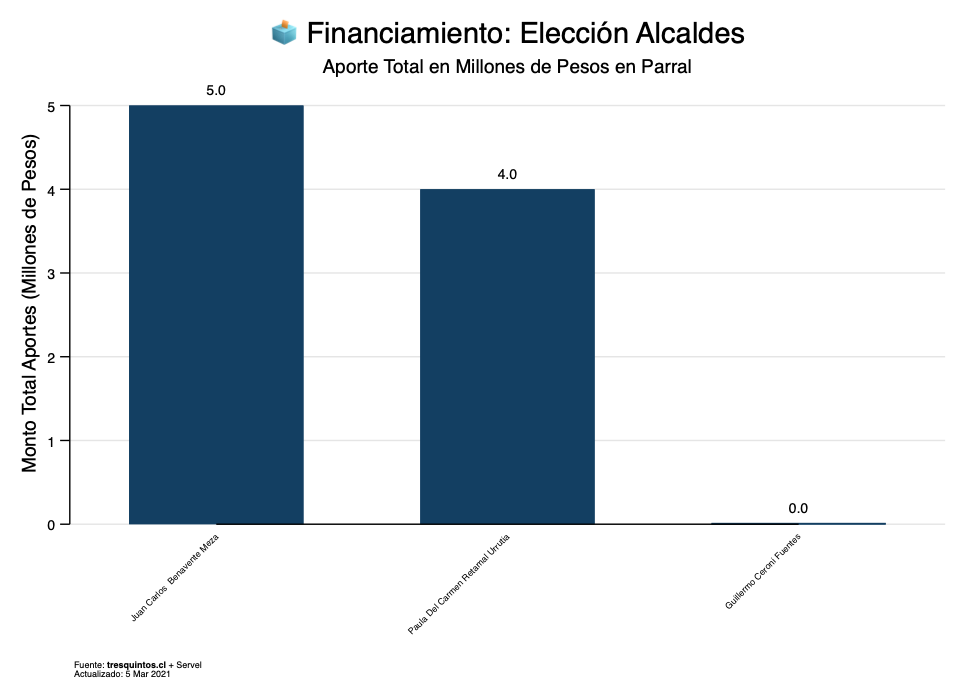 🗳️ Financiamiento: Elección Alcaldes
Aporte Total en Millones de Pesos en Parral
Monto Total Aportes (Millones de Pesos)
5
4
3
2
1
0
5.0
4.0
0.0
Juan Carlos  Benavente Meza
Paula Del Carmen Retamal Urrutia
Guillermo Ceroni Fuentes
Fuente: tresquintos.cl + Servel
Actualizado: 5 Mar 2021